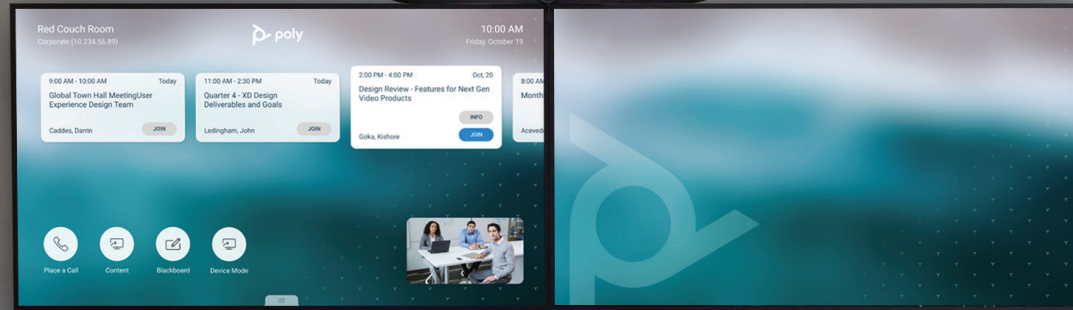 Red Couch Room
Corporate (10.234.56.89)
poly
10:00 AM
Friday, October 19
9:00 AM - 10:00 AM Today
Global Town Hall MeetingUser
Experience Design Team
Caddes, Darrin
JOIN
11:00 AM - 2:30 PM Today
Quarter 4 - XD Design
Deliverables and Goals
Ledingham, John
JOIN
2:00 PM - 4:00 PM Oct, 20
Design Review - Features for Next Gen
Video Products
INFO
Goka, Kishore
JOIN
8:00 AM
Month
Aceved
Place a Call
Content
Blackboard
Device Mode